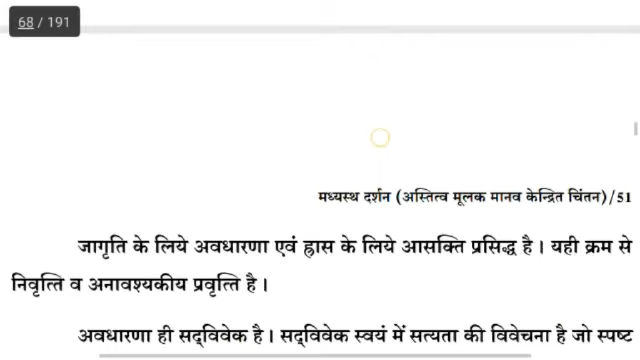 68 / 191
मध्यस्थ दर्शन (अस्तित्व मूलक मानव केन्द्रित चिंतन)/51
जागृति के लिये अवधारणा एवं ह्रास के लिये आसक्ति प्रसिद्ध है। यही क्रम से
निवृत्ति व अनावश्यकीय प्रवृत्ति है।
अवधारणा ही सद्‌विवेक है। सद्‌विवेक स्वयं में सत्यता की विवेचना है जो स्पष्ट